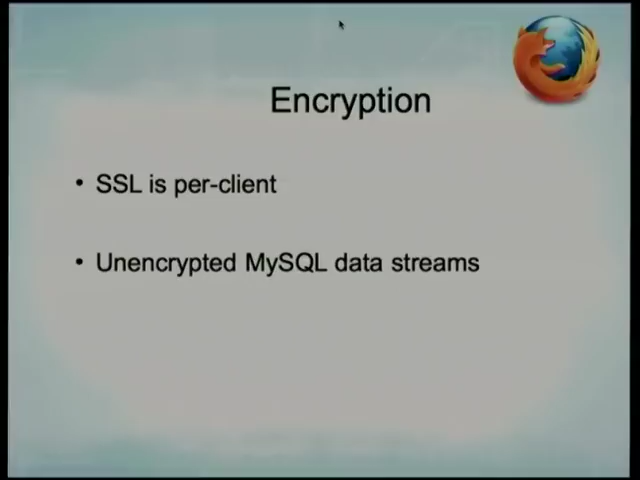 Encryption
• SSL is per-client
• Unencrypted MySQL data streams